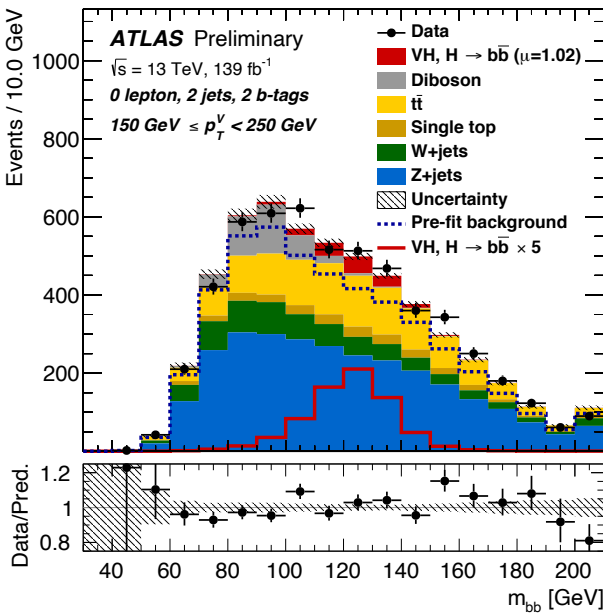 ATLAS Preliminary
√s = 13 TeV, 139 fb⁻¹
0 lepton, 2 jets, 2 b-tags
150 GeV ≤ p_T^V < 250 GeV
Data
VH, H → bb̄ (μ=1.02)
Diboson
tt̄
Single top
W+jets
Z+jets
Uncertainty
Pre-fit background
VH, H → bb̄ × 5
Events / 10.0 GeV
1000
800
600
400
200
Data/Pred.
1.2
1
0.8
40 60 80 100 120 140 160 180 200
m_bb [GeV]